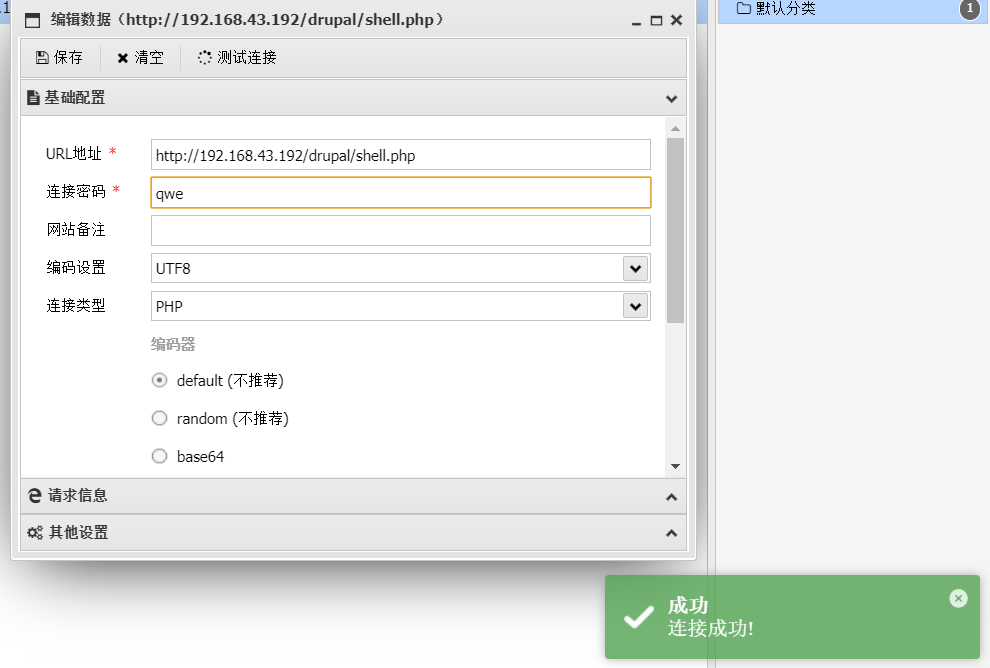 编辑数据（http://192.168.43.192/drupal/shell.php）
默认分类
1
保存
清空
测试连接
基础配置
URL地址 *
http://192.168.43.192/drupal/shell.php
连接密码 *
qwe
网站备注
编码设置
UTF8
连接类型
PHP
编码器
default (不推荐)
random (不推荐)
base64
请求信息
其他设置
成功
连接成功!